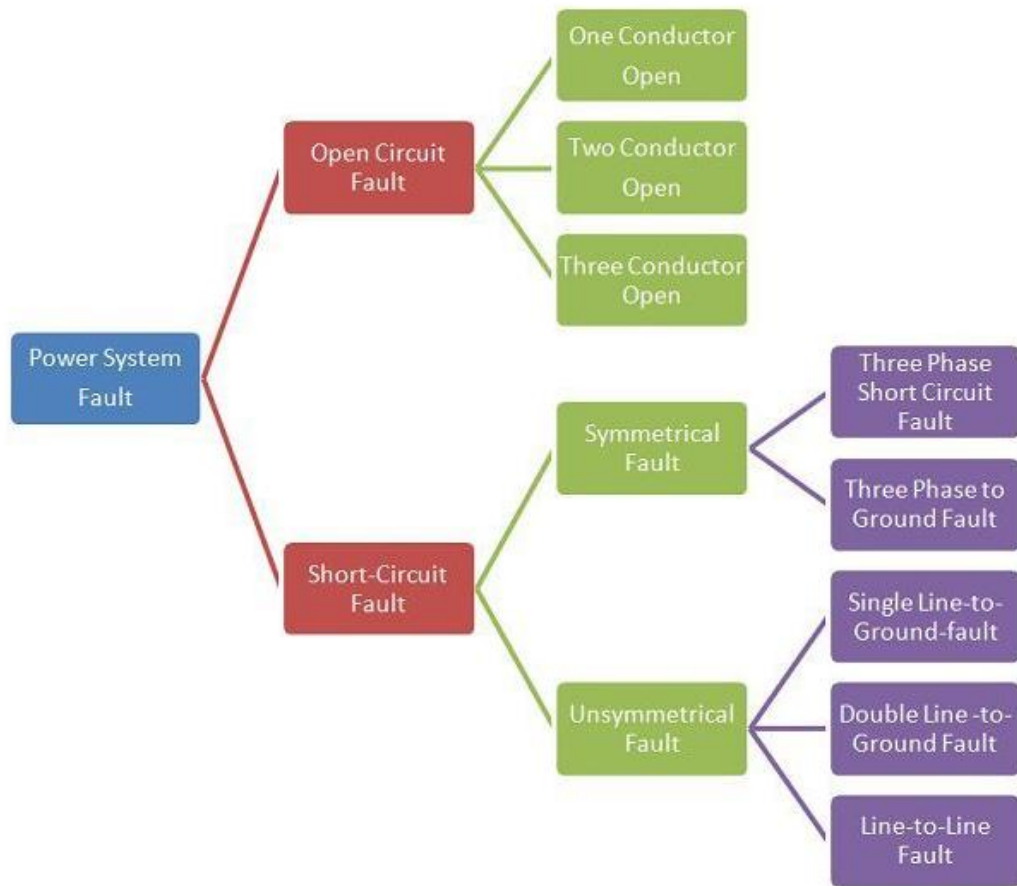 One Conductor
Open
Open Circuit
Fault
Two Conductor
Open
Three Conductor
Open
Power System
Fault
Three Phase
Short Circuit
Fault
Symmetrical
Fault
Three Phase to
Ground Fault
Short-Circuit
Fault
Single Line-to-
Ground-fault
Unsymmetrical
Fault
Double Line -to-
Ground Fault
Line-to-Line
Fault